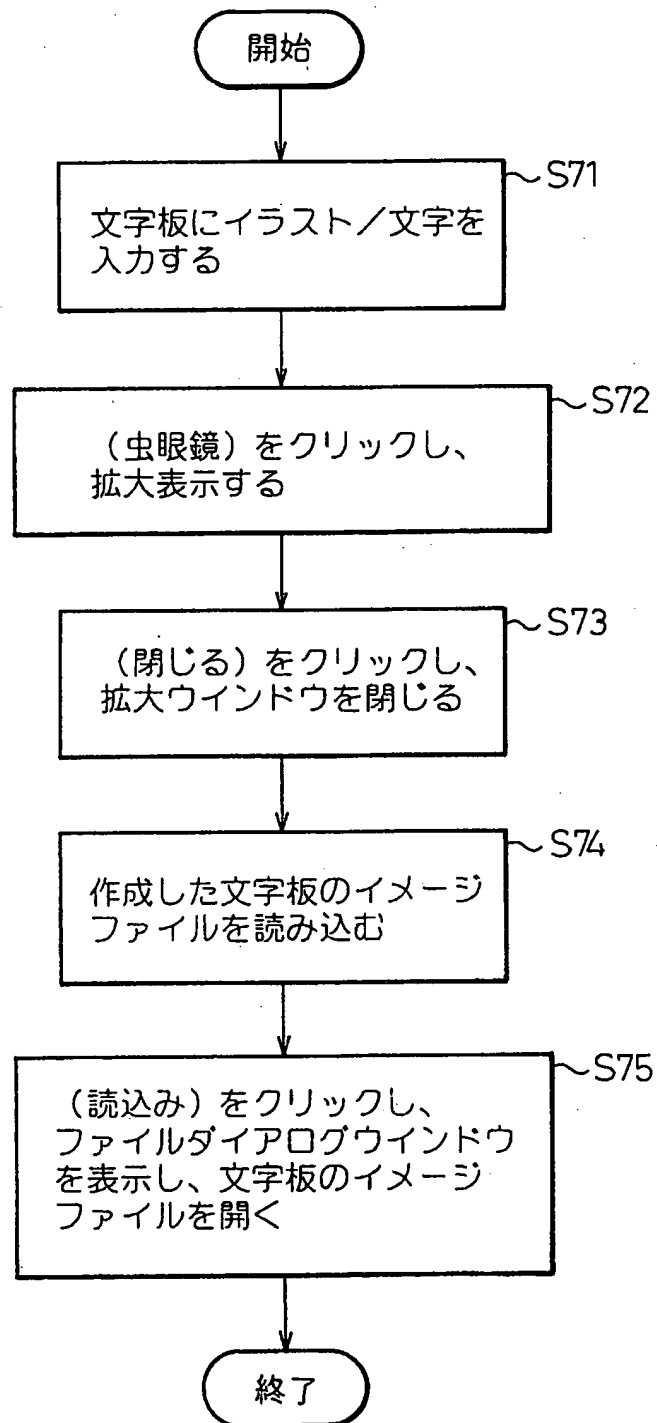 開始
S71
文字板にイラスト／文字を
入力する
S72
（虫眼鏡）をクリックし、
拡大表示する
S73
（閉じる）をクリックし、
拡大ウインドウを閉じる
S74
作成した文字板のイメージ
ファイルを読み込む
S75
（読込み）をクリックし、
ファイルダイアログウインドウ
を表示し、文字板のイメージ
ファイルを開く
終了